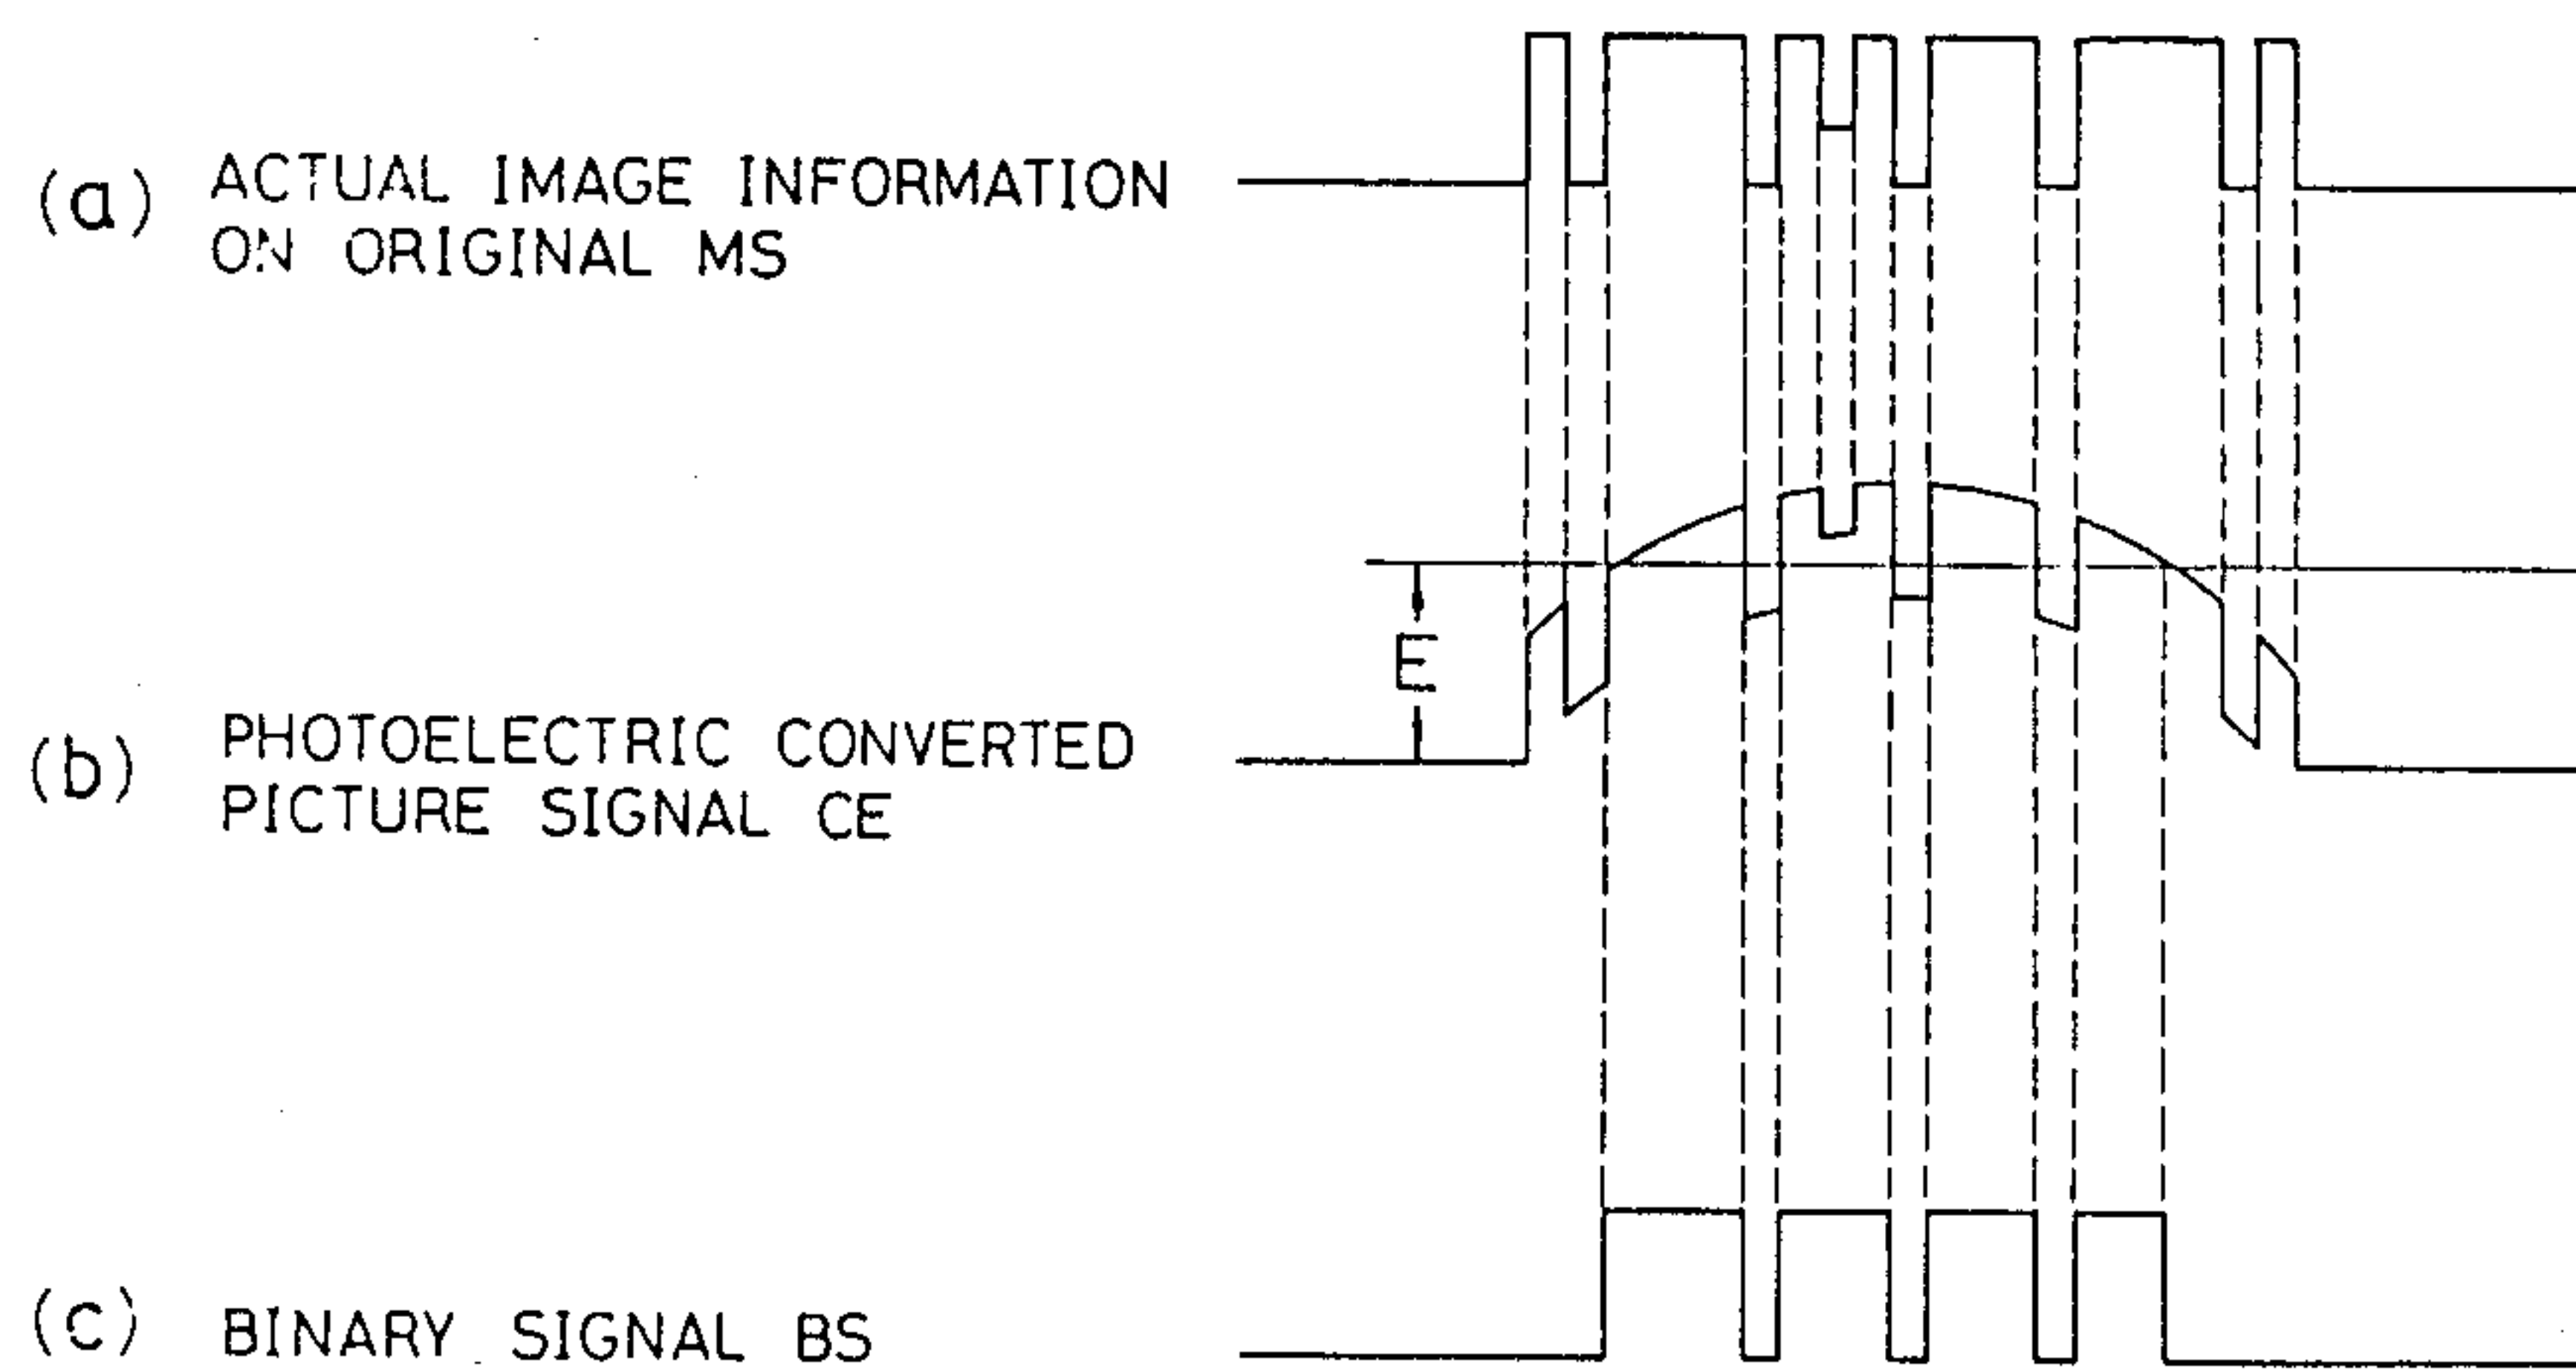 (a) ACTUAL IMAGE INFORMATION
ON ORIGINAL MS
E
(b) PHOTOELECTRIC CONVERTED
PICTURE SIGNAL CE
(c) BINARY SIGNAL BS